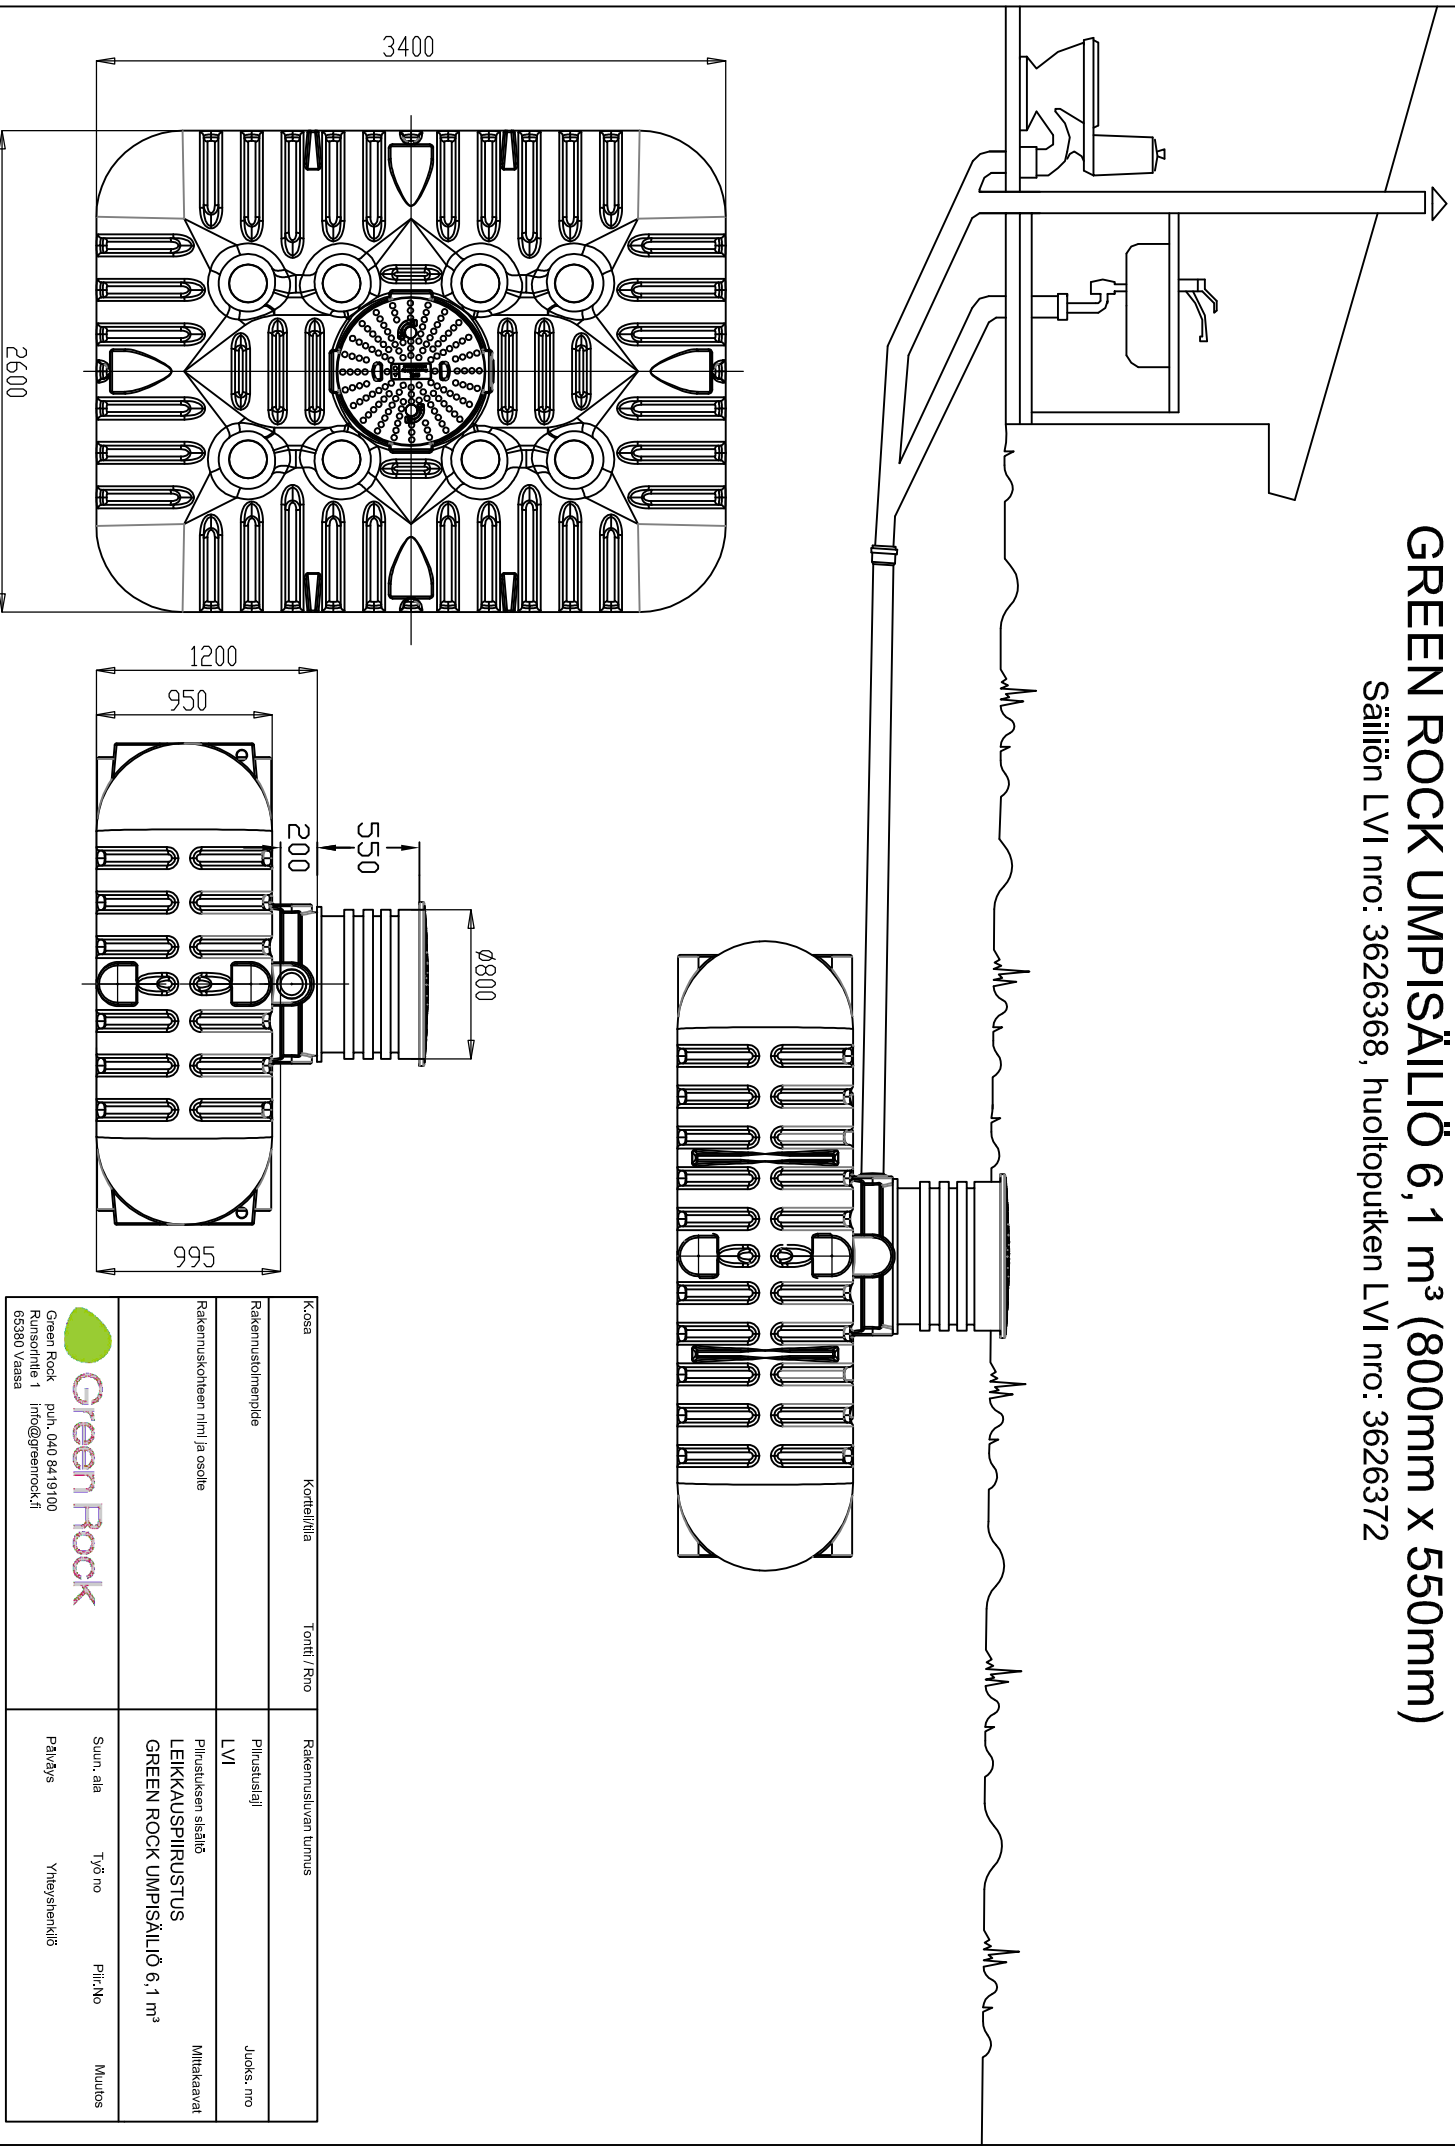 GREEN ROCK UMPISÄILIÖ 6,1 m³ (800mm x 550mm)
Säiliön LVI nro: 3626368, huoltoputken LVI nro: 3626372
3400
2600
1200
950
200
550
Ø800
995
K.osa
Kortteli/tila
Tontti / Rno
Rakennusluvan tunnus
Rakennustoimenpide
Piirustuslaji
Juoks. nro
LVI
Rakennuskohteen nimi ja osoite
Piirustuksen sisältö
Mittakaavat
LEIKKAUSPIIRUSTUS
GREEN ROCK UMPISÄILIÖ 6,1 m³
Green Rock
Green Rock puh. 040 8419100
Runsorintie 1 info@greenrock.fi
65380 Vaasa
Suun. ala
Työ no
Piir.No
Muutos
Päiväys
Yhteyshenkilö